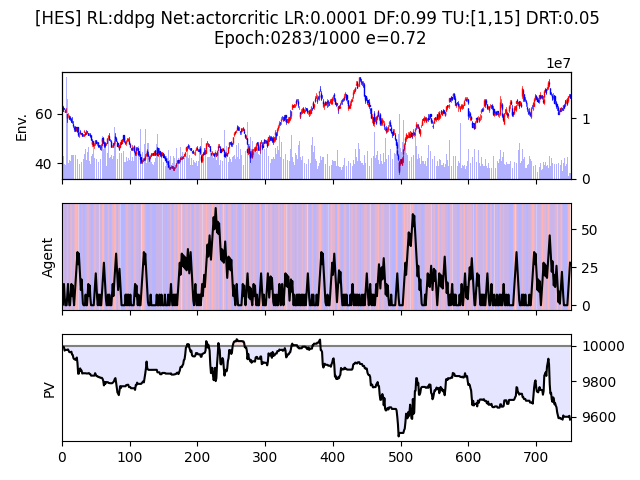 [HES] RL:ddpg Net:actorcritic LR:0.0001 DF:0.99 TU:[1,15] DRT:0.05
Epoch:0283/1000 e=0.72
1e7
Env.
60
40
1
0
Agent
50
25
0
PV
10000
9800
9600
0 100 200 300 400 500 600 700